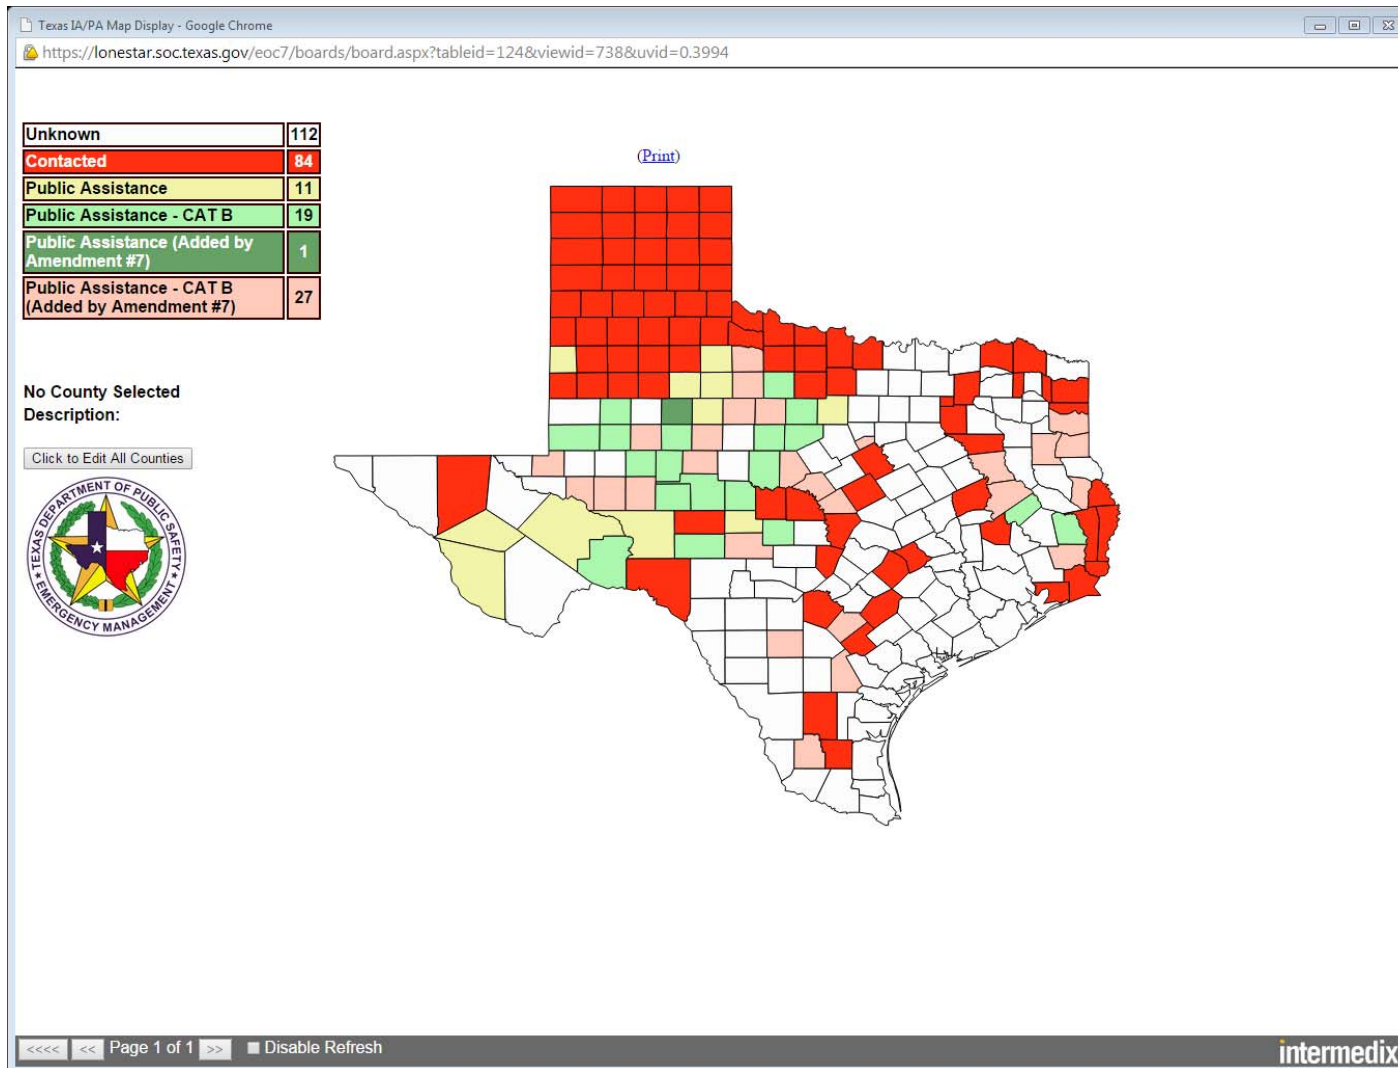 Texas IA/PA Map Display - Google Chrome
https://lonestar.soc.texas.gov/eoc7/boards/board.aspx?tableid=124&viewid=738&uvid=0.3994
Unknown 112
Contacted 84
Public Assistance 11
Public Assistance - CAT B 19
Public Assistance (Added by
Amendment #7) 1
Public Assistance - CAT B
(Added by Amendment #7) 27
(Print)
No County Selected
Description:
Click to Edit All Counties
TEXAS DEPARTMENT OF PUBLIC SAFETY
EMERGENCY MANAGEMENT
<<<< << Page 1 of 1 >> Disable Refresh
intermedix